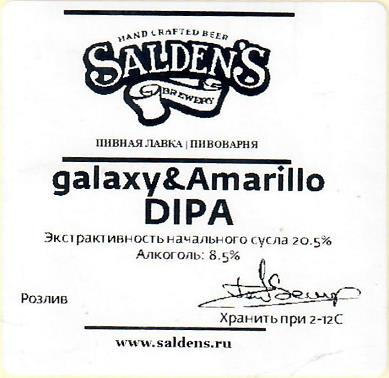 HAND CRAFTED BEER
SALDEN'S
BREWERY
ПИВНАЯ ЛАВКА | ПИВОВАРНЯ
galaxy&Amarillo
DIPA
Экстрактивность начального сусла 20.5%
Алкоголь: 8.5%
Розлив
Хранить при 2-12С
www.saldens.ru